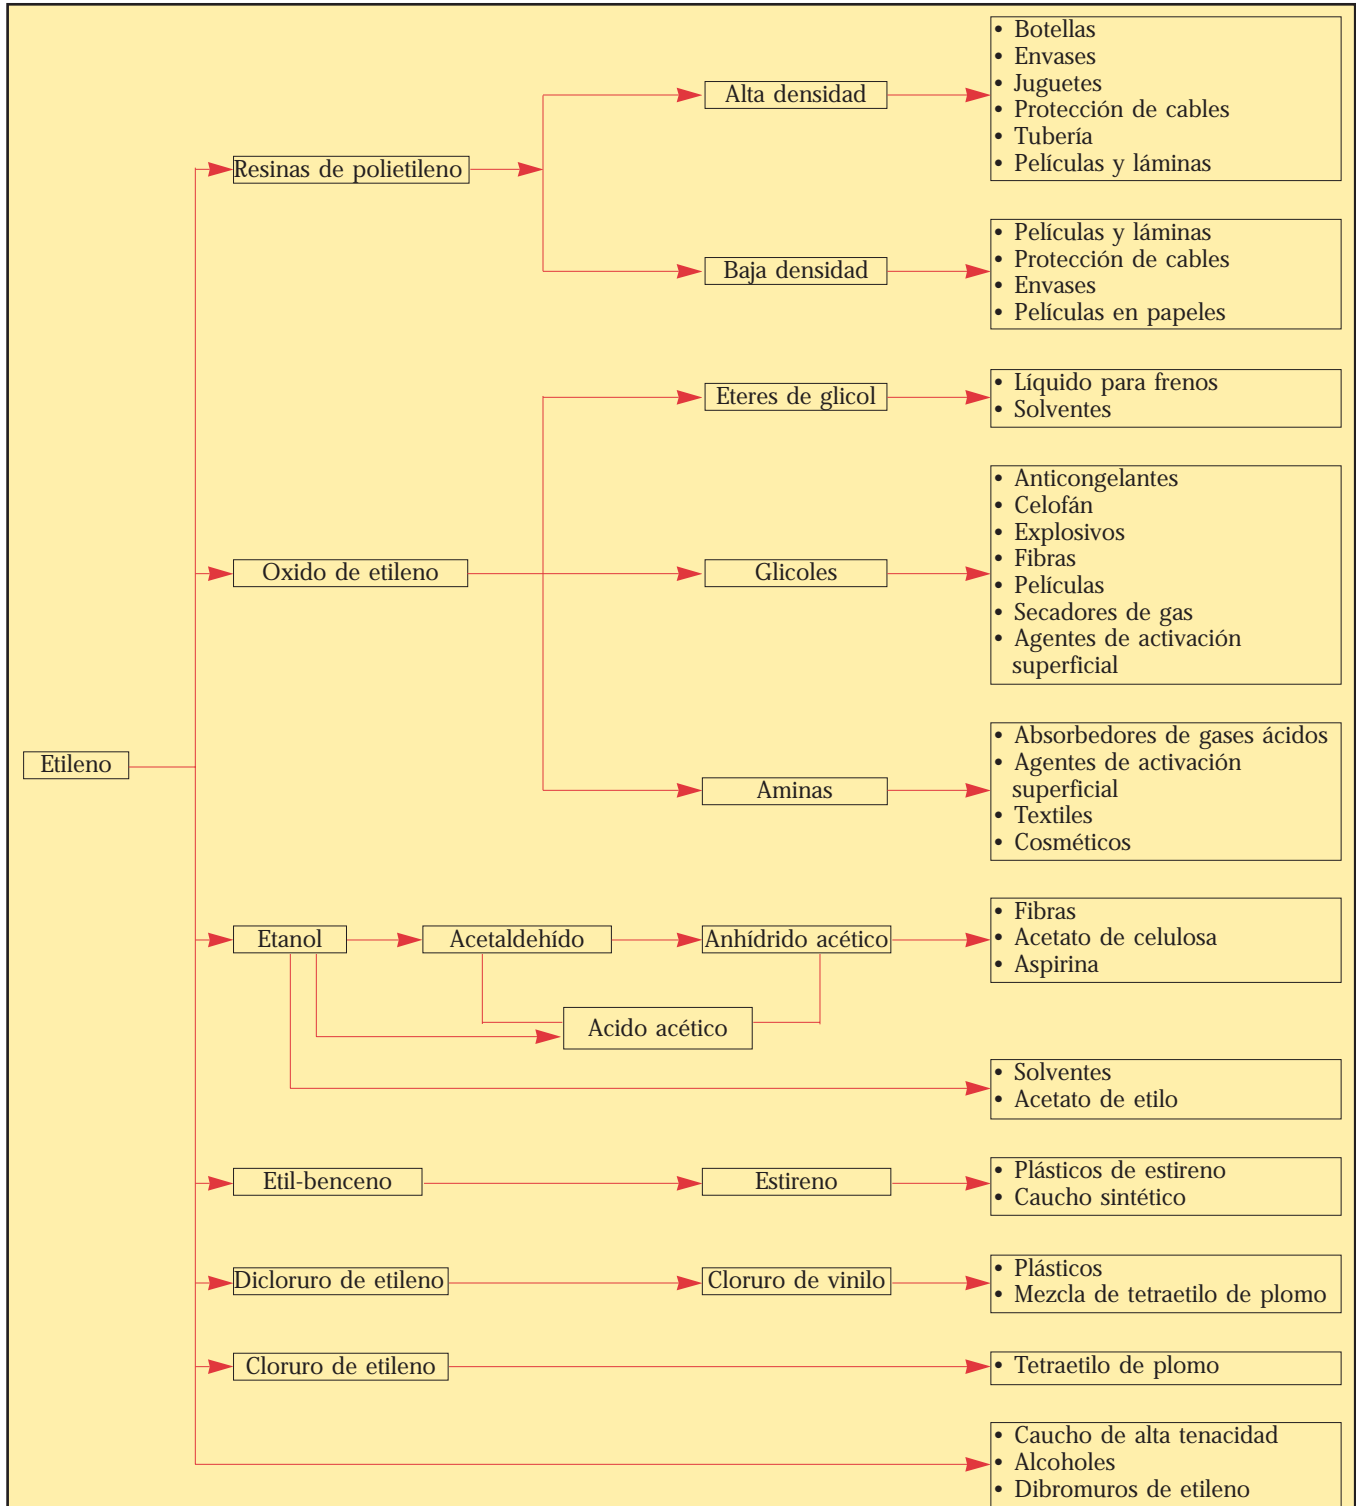 • Botellas
• Envases
• Juguetes
• Protección de cables
• Tubería
• Películas y láminas
Alta densidad
Resinas de polietileno
• Películas y láminas
• Protección de cables
• Envases
• Películas en papeles
Baja densidad
Eteres de glicol
• Líquido para frenos
• Solventes
• Anticongelantes
• Celofán
• Explosivos
• Fibras
• Películas
• Secadores de gas
• Agentes de activación
superficial
Oxido de etileno
Glicoles
Etileno
Aminas
• Absorbedores de gases ácidos
• Agentes de activación
superficial
• Textiles
• Cosméticos
Etanol
Acetaldehído
Anhídrido acético
• Fibras
• Acetato de celulosa
• Aspirina
Acido acético
• Solventes
• Acetato de etilo
Etil-benceno
Estireno
• Plásticos de estireno
• Caucho sintético
Dicloruro de etileno
Cloruro de vinilo
• Plásticos
• Mezcla de tetraetilo de plomo
Cloruro de etileno
• Tetraetilo de plomo
• Caucho de alta tenacidad
• Alcoholes
• Dibromuros de etileno